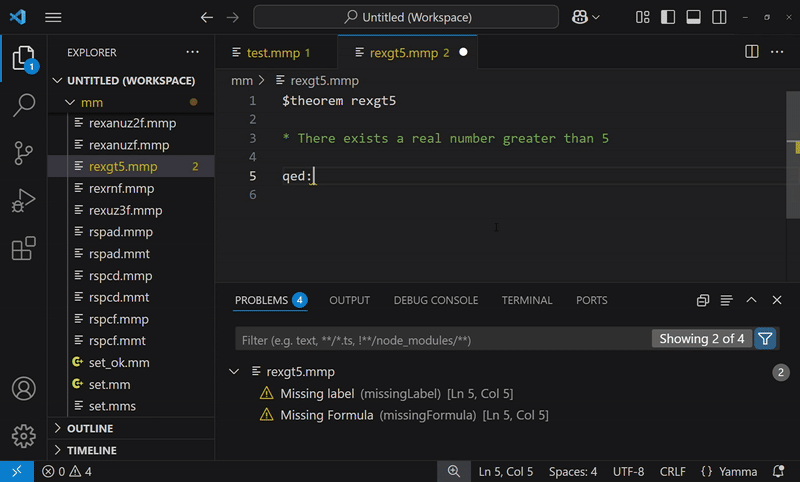 Untitled (Workspace)
EXPLORER
1
UNTITLED (WORKSPACE)
mm
rexanuz2f.mmp
rexanuzf.mmp
rexgt5.mmp 2
rexrnf.mmp
rexuz3f.mmp
rspad.mmp
rspad.mmt
rspcd.mmp
rspcd.mmt
rspcf.mmp
rspcf.mmt
set_ok.mm
set.mm
set.mms
OUTLINE
TIMELINE
test.mmp 1
rexgt5.mmp 2
mm > rexgt5.mmp
1 $theorem rexgt5
2
3 * There exists a real number greater than 5
4
5 qed:
6
PROBLEMS 4 OUTPUT DEBUG CONSOLE TERMINAL PORTS
Filter (e.g. text, **/*.ts, !**/node_modules/**) Showing 2 of 4
rexgt5.mmp 2
Missing label (missingLabel) [Ln 5, Col 5]
Missing Formula (missingFormula) [Ln 5, Col 5]
0 4 Ln 5, Col 5 Spaces: 4 UTF-8 CRLF {} Yamma